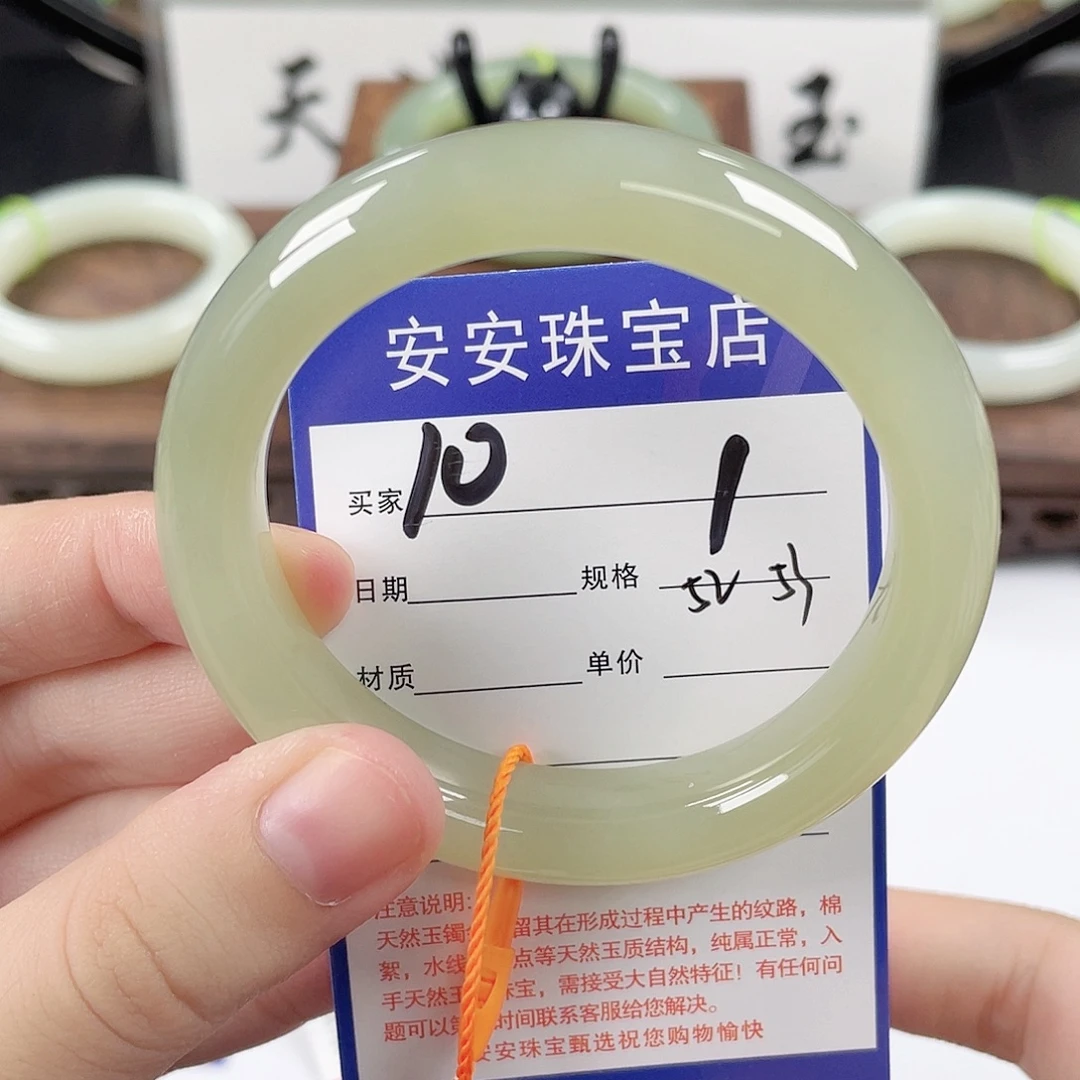 天 玉
安安珠宝店
买家 10 1
日期 规格 52 53
材质 单价
注意说明: 留其在形成过程中产生的纹路，棉
天然玉镯 点等天然玉质结构，纯属正常，入
絮，水线
手天然玉 珠宝，需接受大自然特征！有任何问
题可以第 时间联系客服给您解决。
安安珠宝甄选祝您购物愉快